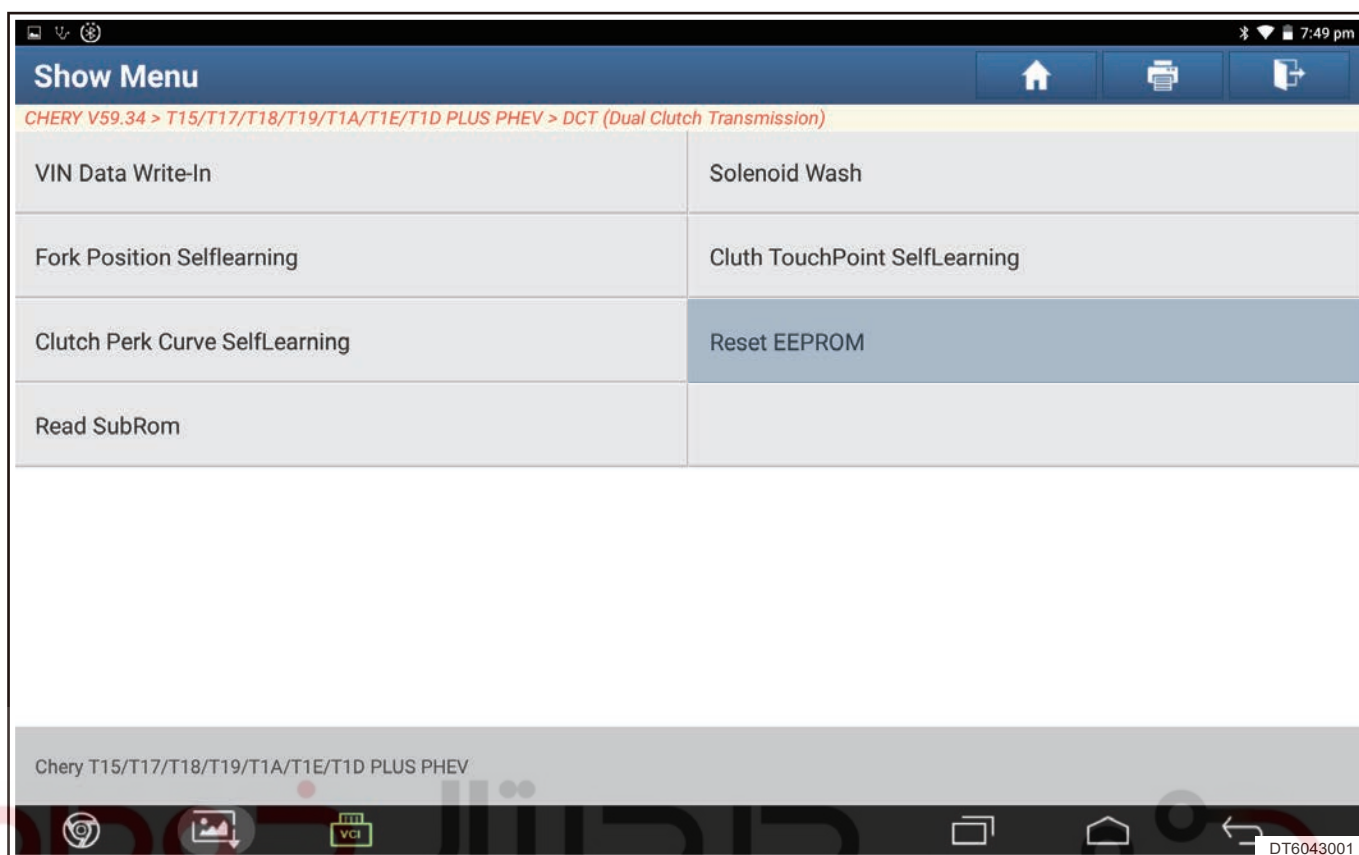 7:49 pm
Show Menu
CHERY V59.34 > T15/T17/T18/T19/T1A/T1E/T1D PLUS PHEV > DCT (Dual Clutch Transmission)
VIN Data Write-In
Solenoid Wash
Fork Position Selflearning
Cluth TouchPoint SelfLearning
Clutch Perk Curve SelfLearning
Reset EEPROM
Read SubRom
Chery T15/T17/T18/T19/T1A/T1E/T1D PLUS PHEV
VCI
DT6043001